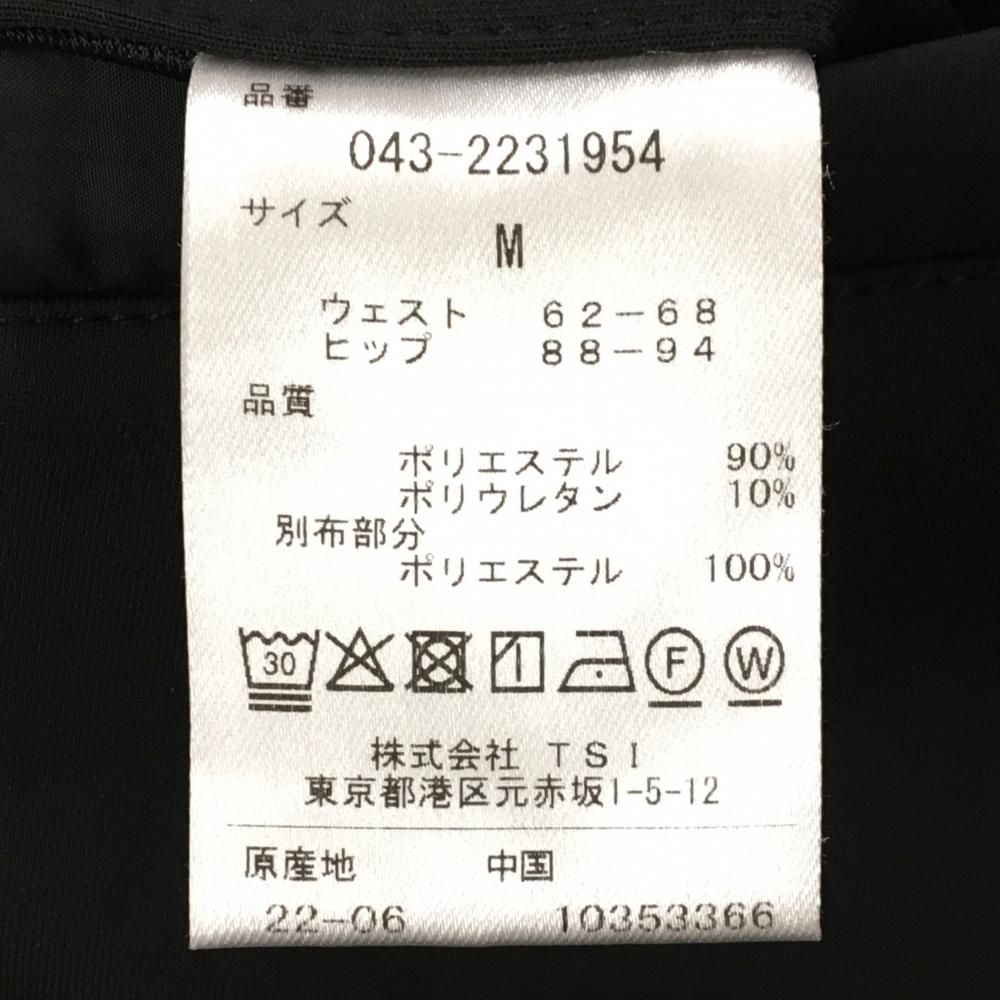 品番
043-2231954
サイズ
M
ウェスト 62-68
ヒップ 88-94
品質
ポリエステル 90%
ポリウレタン 10%
別布部分
ポリエステル 100%
30 F W
株式会社 TSI
東京都港区元赤坂1-5-12
原産地 中国
22-06 10353366